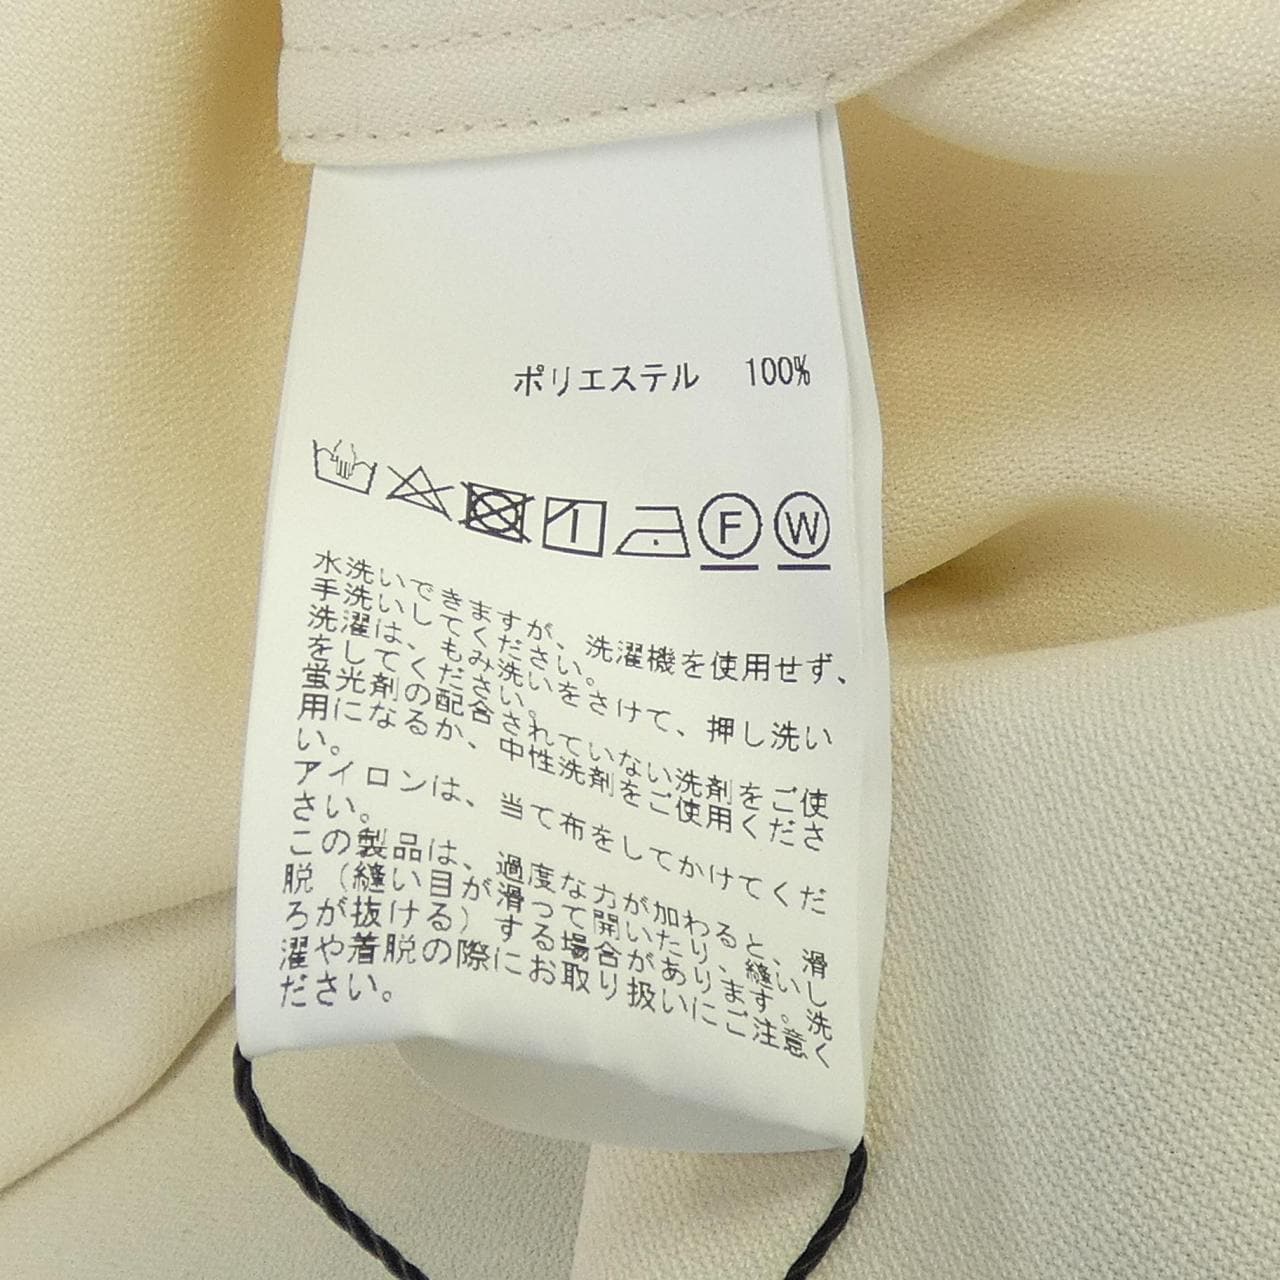 ポリエステル 100%
F W
水洗いできますが、洗濯機を使用せず、
手洗いしてください。
洗濯は、もみ洗いをさけて、押し洗い
をしてください。
蛍光剤の配合されていない洗剤をご使
用になるか、中性洗剤をご使用くださ
い。
アイロンは、当て布をしてかけてくだ
さい。
この製品は、過度な力が加わると、滑
脱（縫い目が滑って開いたり、縫いし
ろが抜ける）する場合があります。洗
濯や着脱の際にお取り扱いにご注意く
ださい。